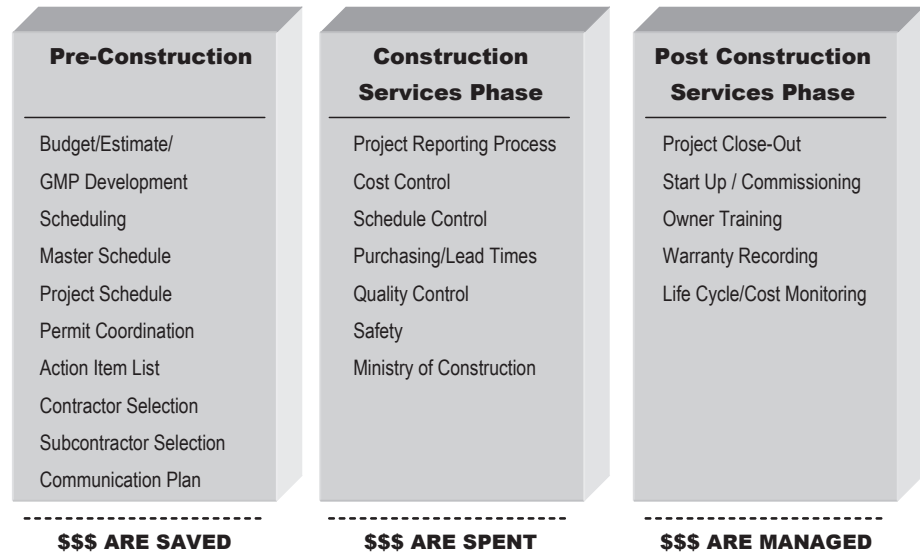 Pre-Construction
Budget/Estimate/
GMP Development
Scheduling
Master Schedule
Project Schedule
Permit Coordination
Action Item List
Contractor Selection
Subcontractor Selection
Communication Plan
$$$ ARE SAVED
Construction
Services Phase
Project Reporting Process
Cost Control
Schedule Control
Purchasing/Lead Times
Quality Control
Safety
Ministry of Construction
$$$ ARE SPENT
Post Construction
Services Phase
Project Close-Out
Start Up / Commissioning
Owner Training
Warranty Recording
Life Cycle/Cost Monitoring
$$$ ARE MANAGED